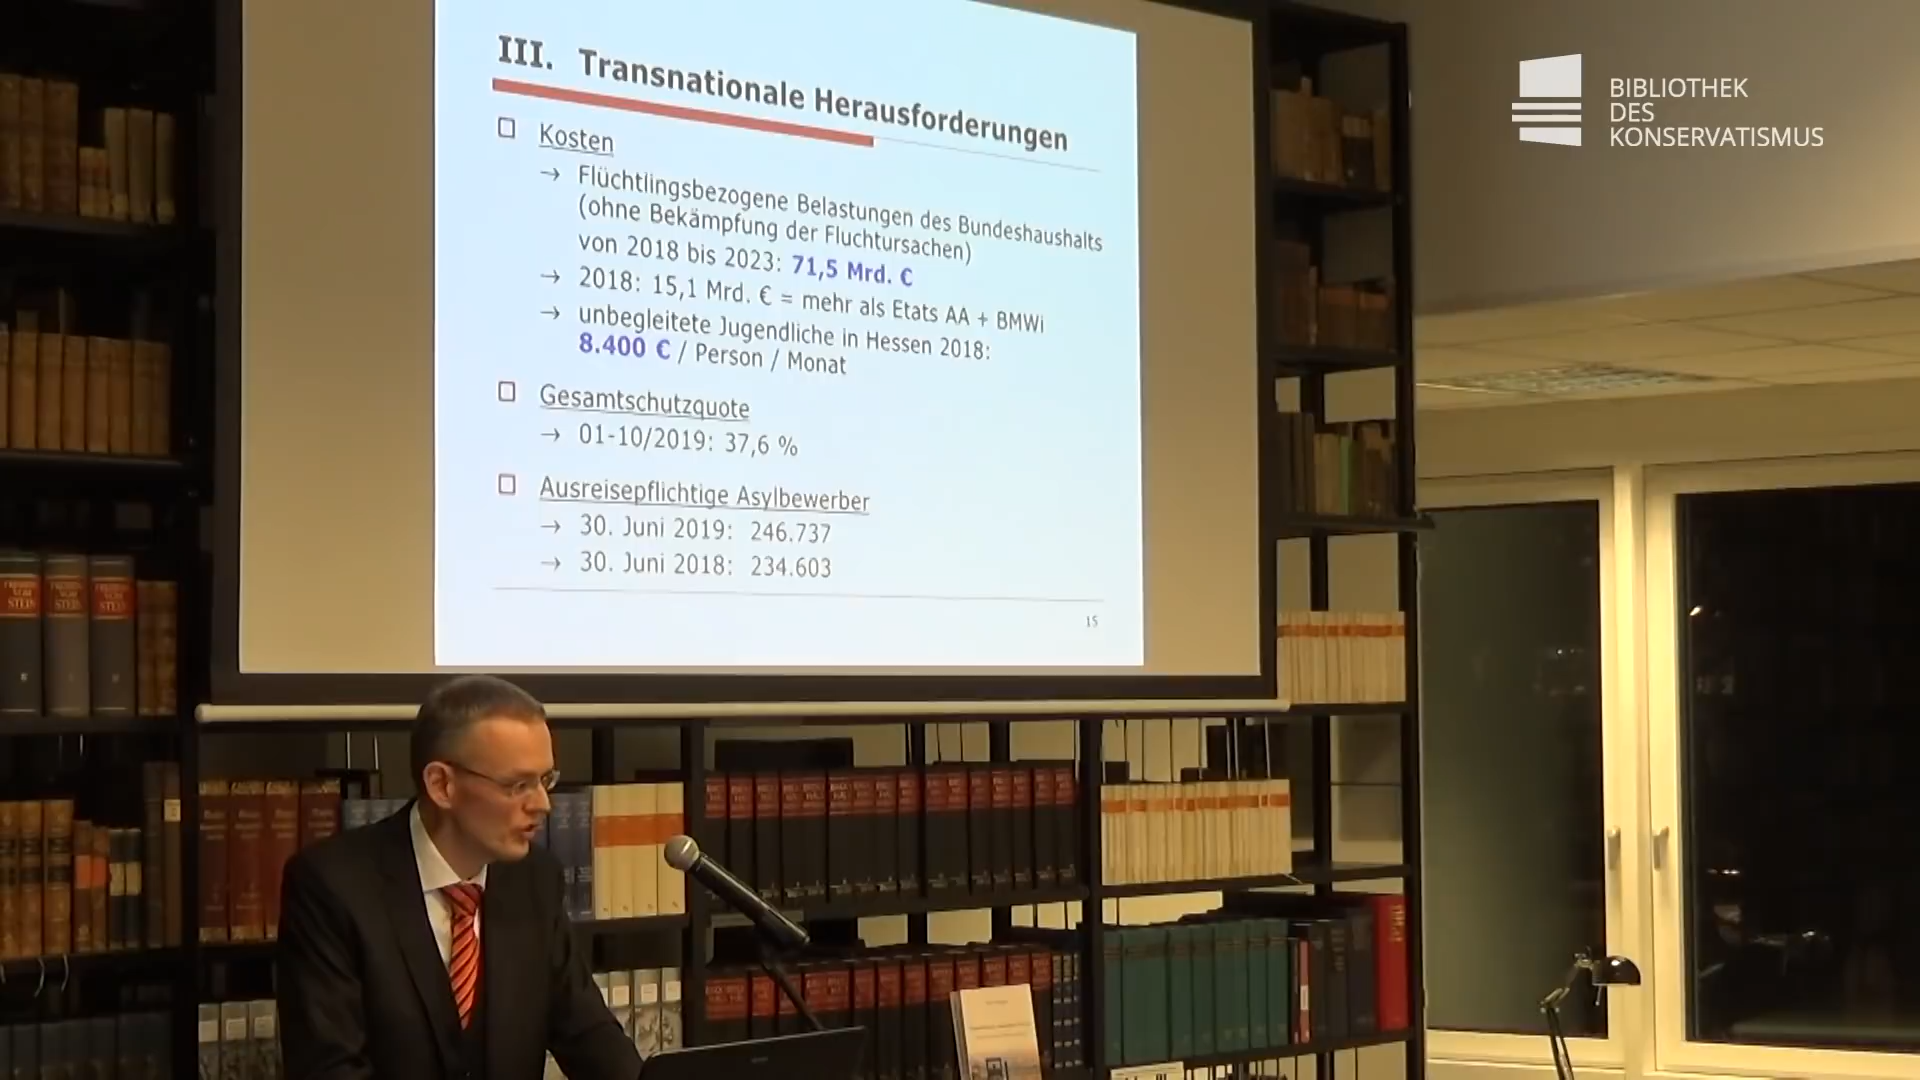 III. Transnationale Herausforderungen
□ Kosten
→ Flüchtlingsbezogene Belastungen des Bundeshaushalts
(ohne Bekämpfung der Fluchtursachen)
von 2018 bis 2023: 71,5 Mrd. €
→ 2018: 15,1 Mrd. € = mehr als Etats AA + BMWi
→ unbegleitete Jugendliche in Hessen 2018:
8.400 € / Person / Monat
□ Gesamtschutzquote
→ 01-10/2019: 37,6 %
□ Ausreisepflichtige Asylbewerber
→ 30. Juni 2019: 246.737
→ 30. Juni 2018: 234.603
15
BIBLIOTHEK
DES
KONSERVATISMUS